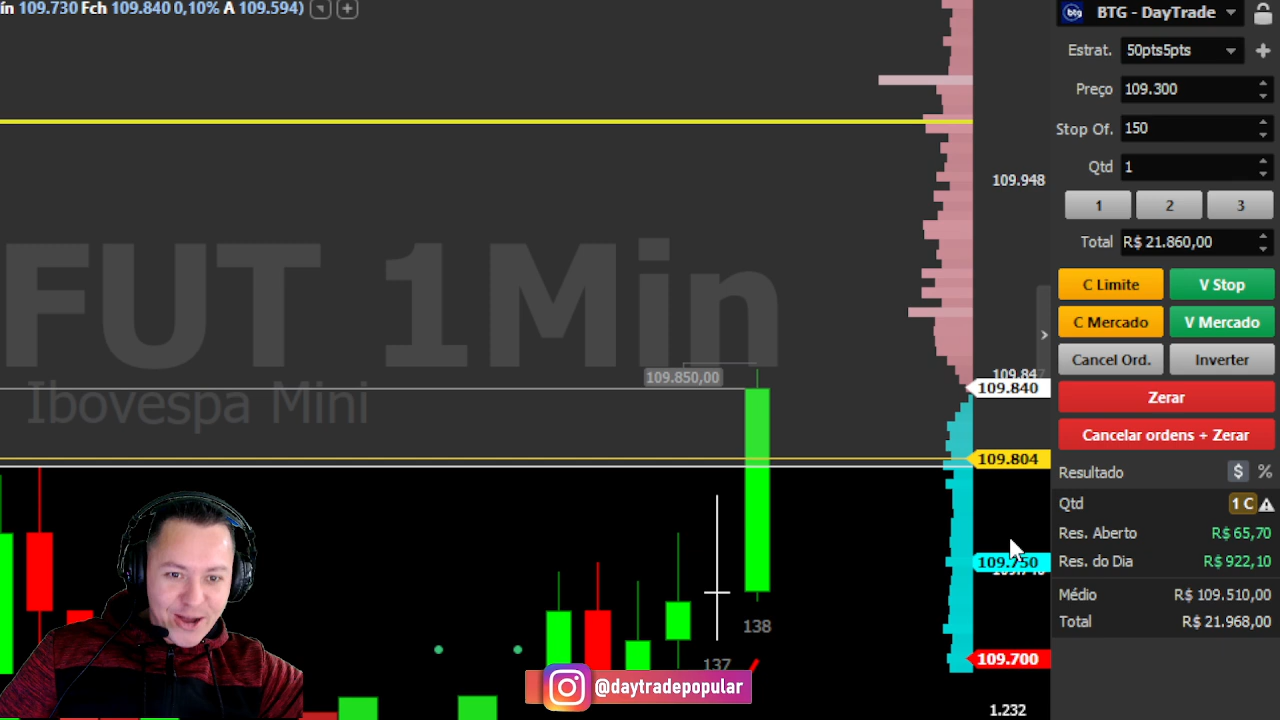 ín 109.730 Fch 109.840 0,10% A 109.594)
btg BTG - DayTrade
Estrat. 50pts5pts
Preço 109.300
Stop Of. 150
Qtd 1
1 2 3
Total R$ 21.860,00
C Limite V Stop
C Mercado V Mercado
Cancel Ord. Inverter
Zerar
Cancelar ordens + Zerar
Resultado $ %
Qtd 1 C
Res. Aberto R$ 65,70
Res. do Dia R$ 922,10
Médio R$ 109.510,00
Total R$ 21.968,00
109.948
109.847
109.840
109.804
109.750
109.700
1.232
FUT 1Min
Ibovespa Mini
109.850,00
138
137
@daytradepopular